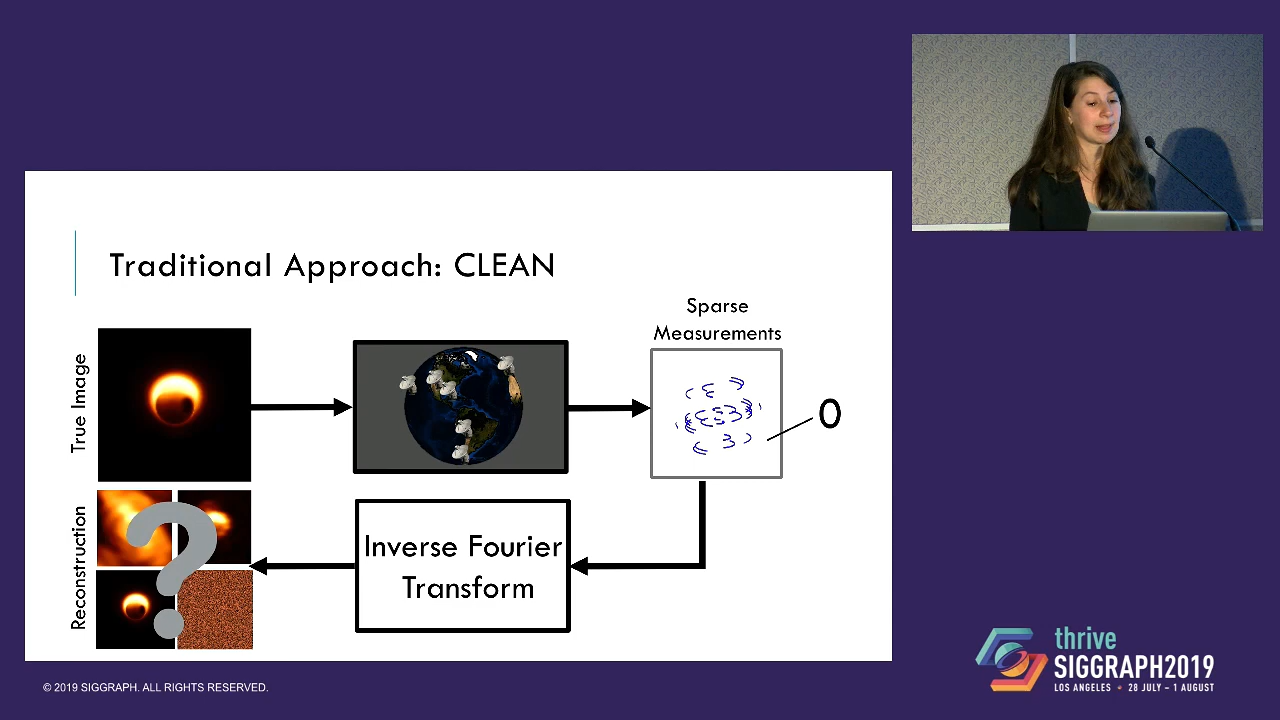 Traditional Approach: CLEAN
Sparse
Measurements
True Image
0
Reconstruction
?
Inverse Fourier
Transform
thrive
SIGGRAPH2019
LOS ANGELES • 28 JULY – 1 AUGUST
© 2019 SIGGRAPH. ALL RIGHTS RESERVED.